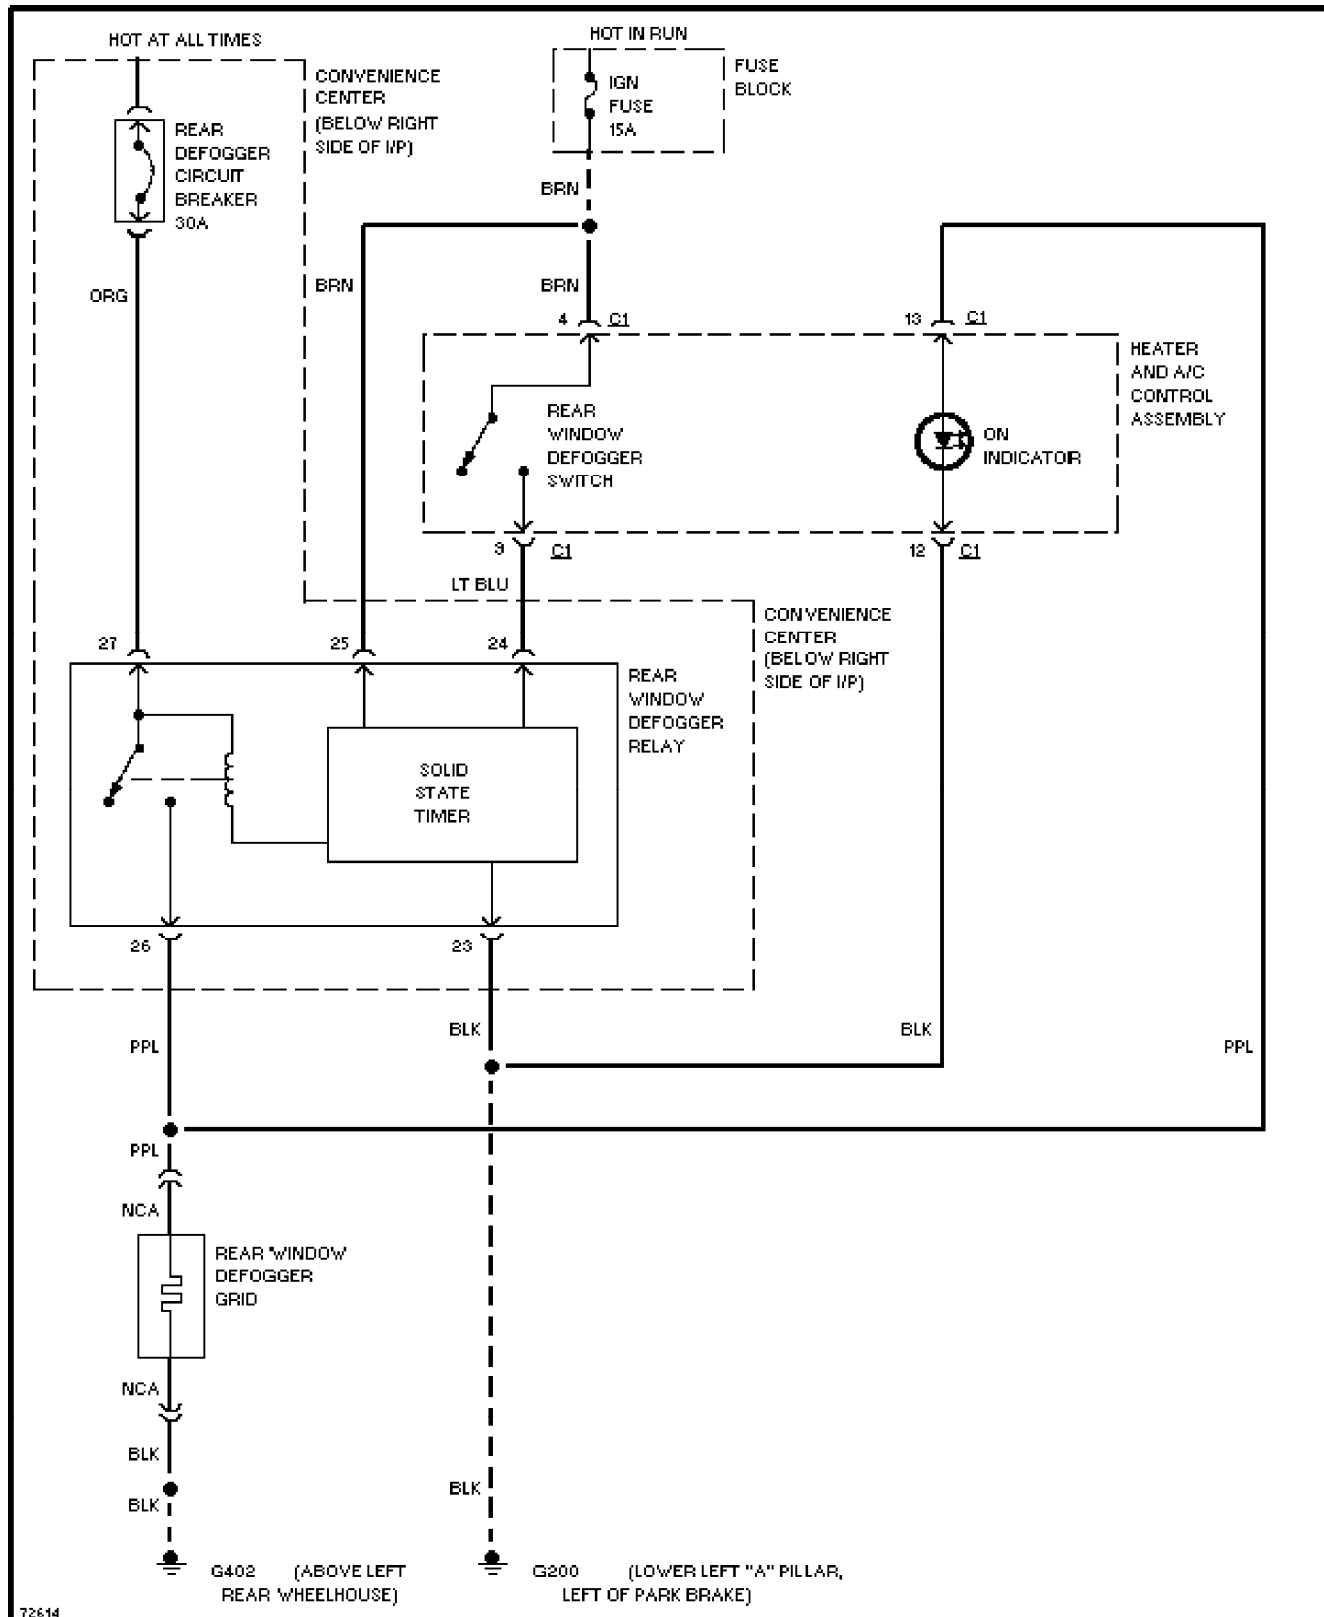 HOT AT ALL TIMES
HOT IN RUN
CONVENIENCE
CENTER
(BELOW RIGHT
SIDE OF I/P)
FUSE
BLOCK
IGN
FUSE
15A
REAR
DEFOGGER
CIRCUIT
BREAKER
30A
BRN
ORG
BRN
BRN
4 C1
13 C1
HEATER
AND A/C
CONTROL
ASSEMBLY
REAR
WINDOW
DEFOGGER
SWITCH
ON
INDICATOR
9 C1
12 C1
LT BLU
CONVENIENCE
CENTER
(BELOW RIGHT
SIDE OF I/P)
27
25
24
REAR
WINDOW
DEFOGGER
RELAY
SOLID
STATE
TIMER
26
23
PPL
BLK
BLK
PPL
PPL
NCA
REAR WINDOW
DEFOGGER
GRID
NCA
BLK
BLK
BLK
G402 (ABOVE LEFT
REAR WHEELHOUSE)
G200 (LOWER LEFT "A" PILLAR,
LEFT OF PARK BRAKE)
72614